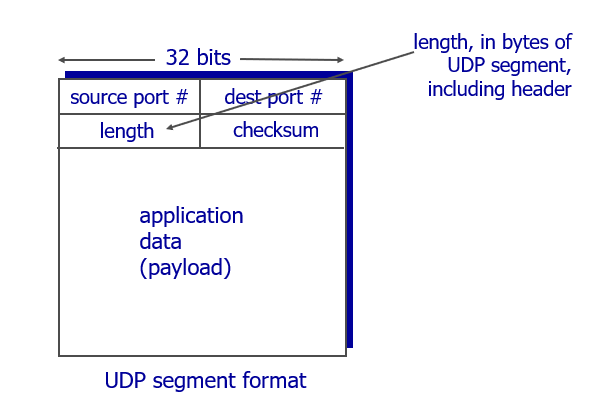 32 bits
length, in bytes of
UDP segment,
including header
source port #
dest port #
length
checksum
application
data
(payload)
UDP segment format